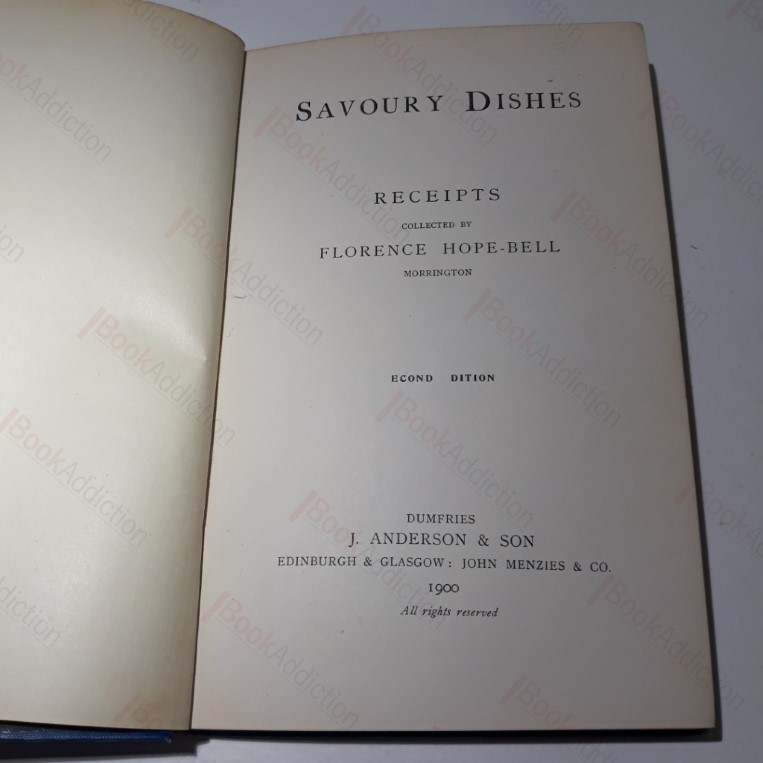 SAVOURY DISHES
RECEIPTS
COLLECTED BY
FLORENCE HOPE-BELL
MORRINGTON
ECOND DITION
DUMFRIES
J. ANDERSON & SON
EDINBURGH & GLASGOW: JOHN MENZIES & CO.
1900
All rights reserved
BookAddiction